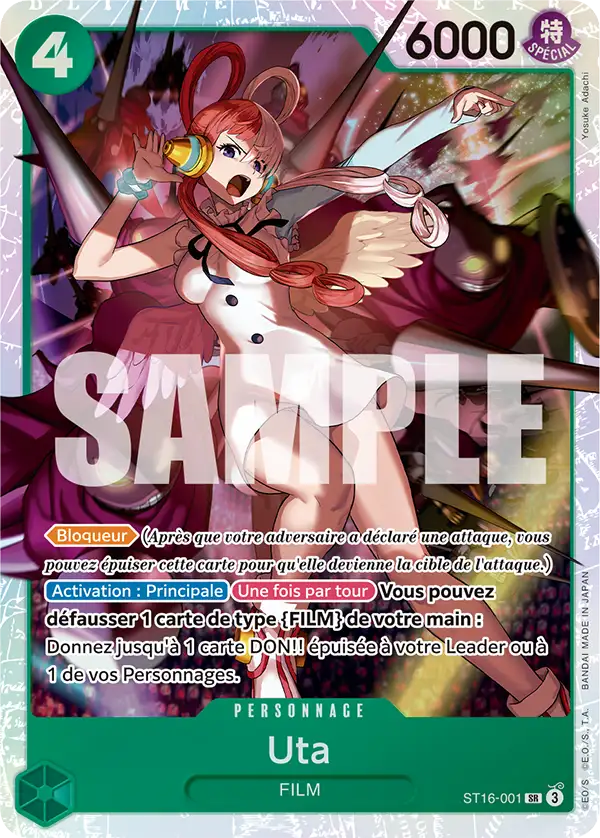 4
6000
特
SPÉCIAL
Yosuke Adachi
SAMPLE
Bloqueur (Après que votre adversaire a déclaré une attaque, vous
pouvez épuiser cette carte pour qu'elle devienne la cible de l'attaque.)
Activation : Principale Une fois par tour Vous pouvez
défausser 1 carte de type {FILM} de votre main :
Donnez jusqu'à 1 carte DON!! épuisée à votre Leader ou à
1 de vos Personnages.
PERSONNAGE
Uta
FILM
©EO/S ©E.O./S., T.A. BANDAI MADE IN JAPAN
ST16-001 SR 3